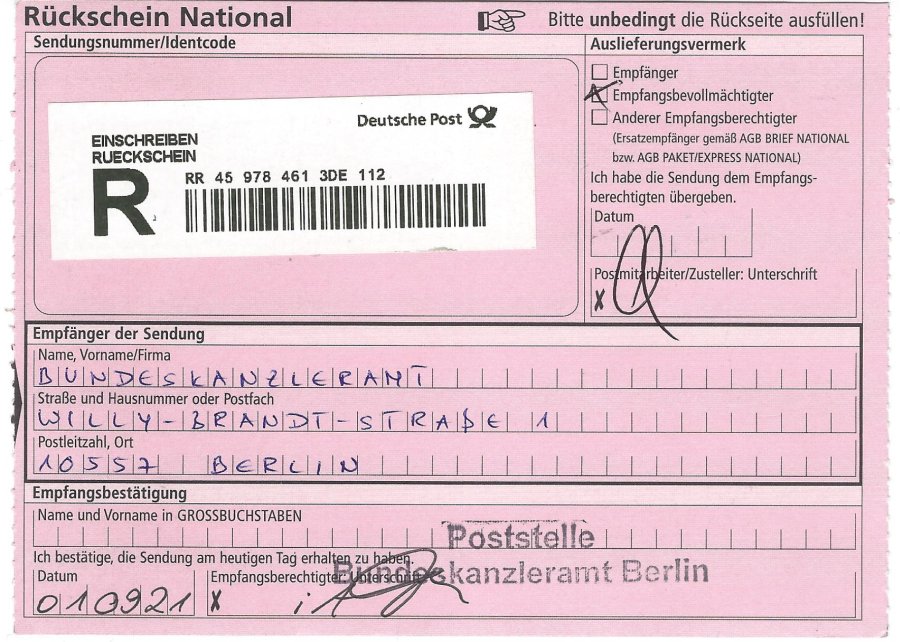 Rückschein National
Bitte unbedingt die Rückseite ausfüllen!
Sendungsnummer/Identcode
Deutsche Post
EINSCHREIBEN
RUECKSCHEIN
R
RR 45 978 461 3DE 112
Auslieferungsvermerk
Empfänger
Empfangsbevollmächtigter
Anderer Empfangsberechtigter
(Ersatzempfänger gemäß AGB BRIEF NATIONAL
bzw. AGB PAKET/EXPRESS NATIONAL)
Ich habe die Sendung dem Empfangs-
berechtigten übergeben.
Datum
Postmitarbeiter/Zusteller: Unterschrift
X
Empfänger der Sendung
Name, Vorname/Firma
BUNDESKANZLERAMT
Straße und Hausnummer oder Postfach
WILLY-BRANDT-STRAßE 1
Postleitzahl, Ort
10557 BERLIN
Empfangsbestätigung
Name und Vorname in GROSSBUCHSTABEN
Poststelle
Bundeskanzleramt Berlin
Ich bestätige, die Sendung am heutigen Tag erhalten zu haben.
Datum
010921
Empfangsberechtigter: Unterschrift
X